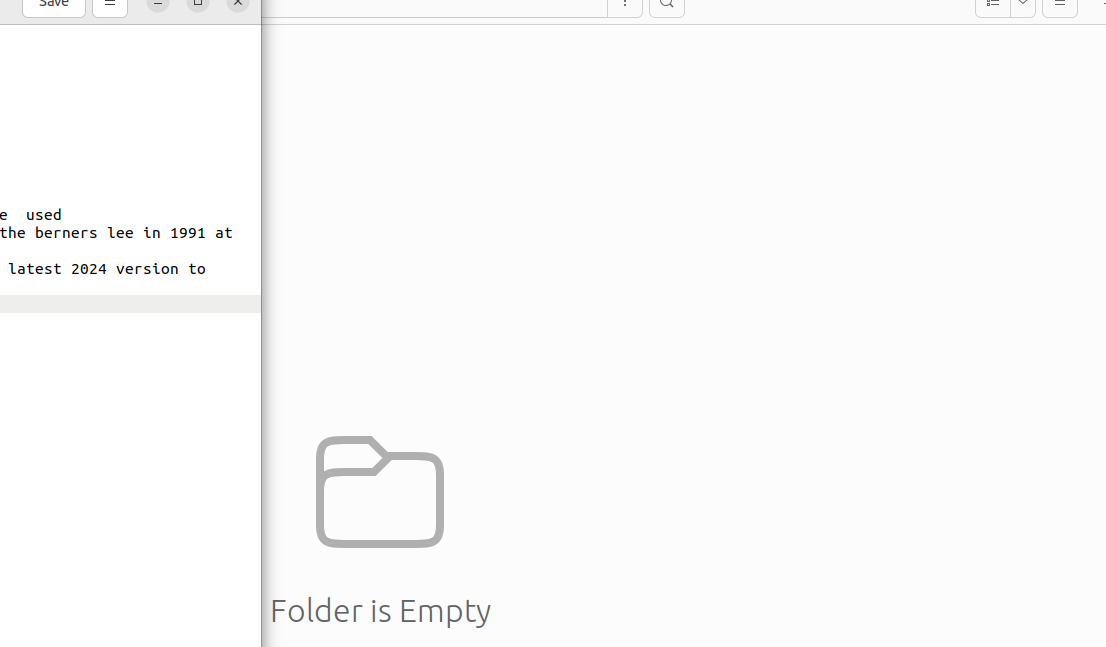 Save
e  used
the berners lee in 1991 at
latest 2024 version to
Folder is Empty